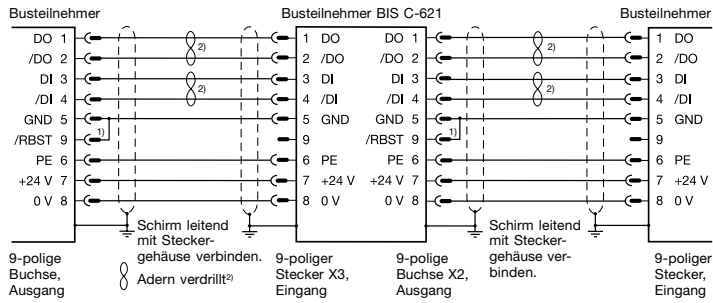 Busteilnehmer Busteilnehmer BIS C-621 Busteilnehmer
DO 1 2) 1 DO DO 1 2) 1 DO
/DO 2 2 /DO /DO 2 2 /DO
DI 3 2) 3 DI DI 3 2) 3 DI
/DI 4 4 /DI /DI 4 4 /DI
GND 5 5 GND GND 5 5 GND
/RBST 9 1) 9 /RBST 9 1) 9
PE 6 6 PE PE 6 6 PE
+24 V 7 7 +24 V +24 V 7 7 +24 V
0 V 8 8 0 V 0 V 8 8 0 V
Schirm leitend
mit Stecker-
gehäuse verbinden.
Adern verdrillt2)
Schirm leitend
mit Stecker-
gehäuse ver-
binden.
9-polige
Buchse,
Ausgang
9-poliger
Stecker X3,
Eingang
9-polige
Buchse X2,
Ausgang
9-poliger
Stecker,
Eingang